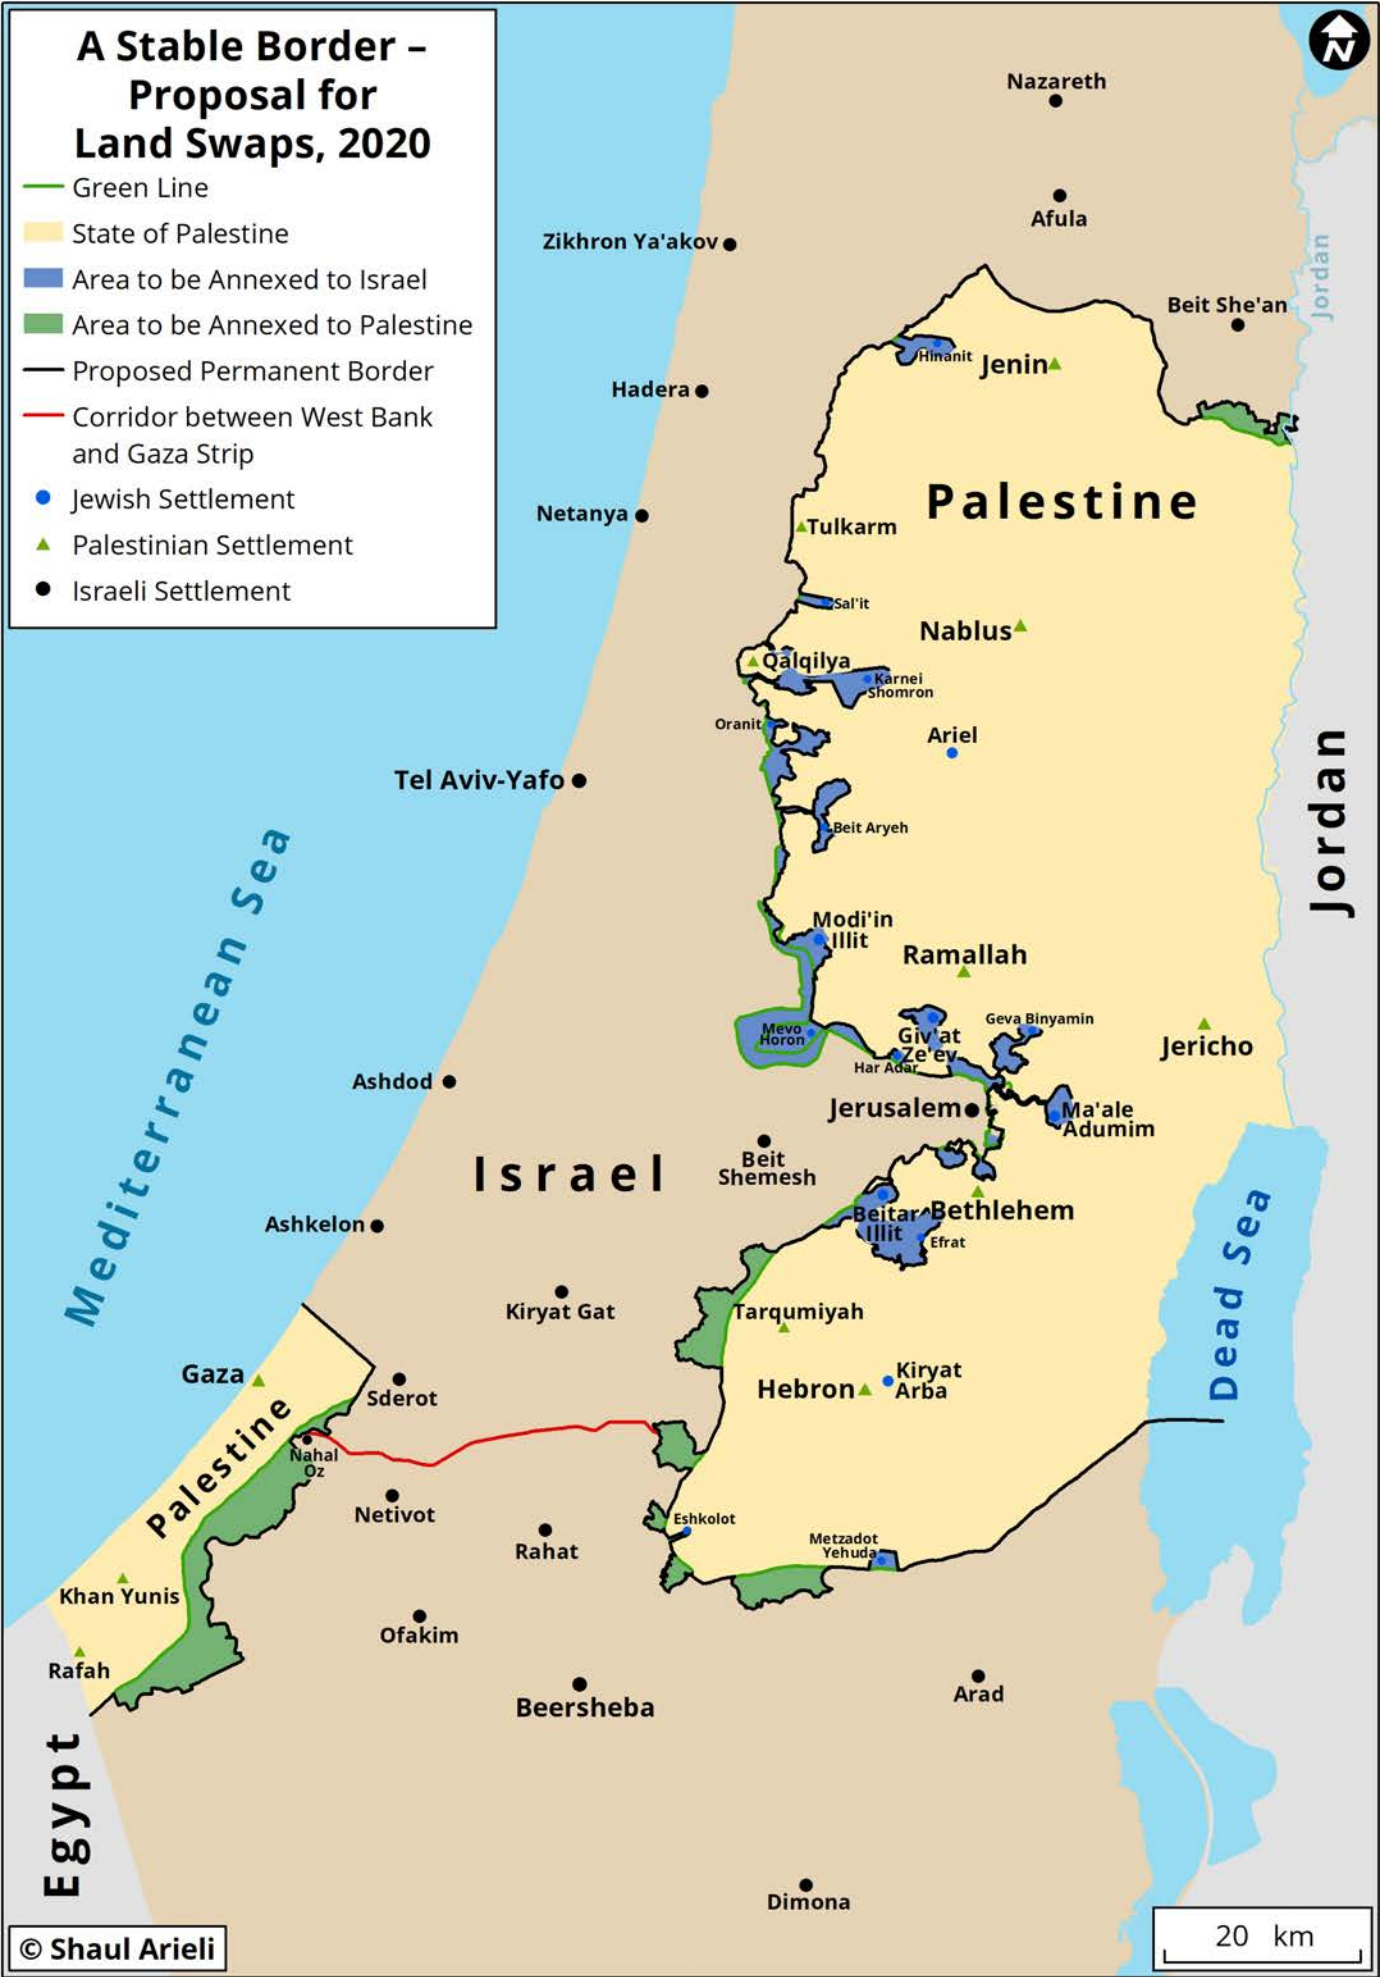 A Stable Border –
Proposal for
Land Swaps, 2020
Green Line
State of Palestine
Area to be Annexed to Israel
Area to be Annexed to Palestine
Proposed Permanent Border
Corridor between West Bank
and Gaza Strip
Jewish Settlement
Palestinian Settlement
Israeli Settlement
N
Nazareth
Afula
Zikhron Ya'akov
Jordan
Beit She'an
Hinanit
Jenin
Hadera
Palestine
Netanya
Tulkarm
Sal'it
Nablus
Qalqilya
Karnei
Shomron
Oranit
Ariel
Tel Aviv-Yafo
Jordan
Beit Aryeh
Mediterranean Sea
Modi'in
Illit
Ramallah
Geva Binyamin
Mevo
Horon
Giv'at
Ze'ev
Jericho
Har Adar
Ashdod
Jerusalem
Ma'ale
Adumim
Beit
Shemesh
Israel
Bethlehem
Beitar
Illit
Ashkelon
Efrat
Dead Sea
Kiryat Gat
Tarqumiyah
Gaza
Sderot
Kiryat
Arba
Hebron
Palestine
Nahal
Oz
Netivot
Eshkolot
Rahat
Metzadot
Yehuda
Khan Yunis
Ofakim
Rafah
Beersheba
Arad
Egypt
Dimona
© Shaul Arieli
20 km